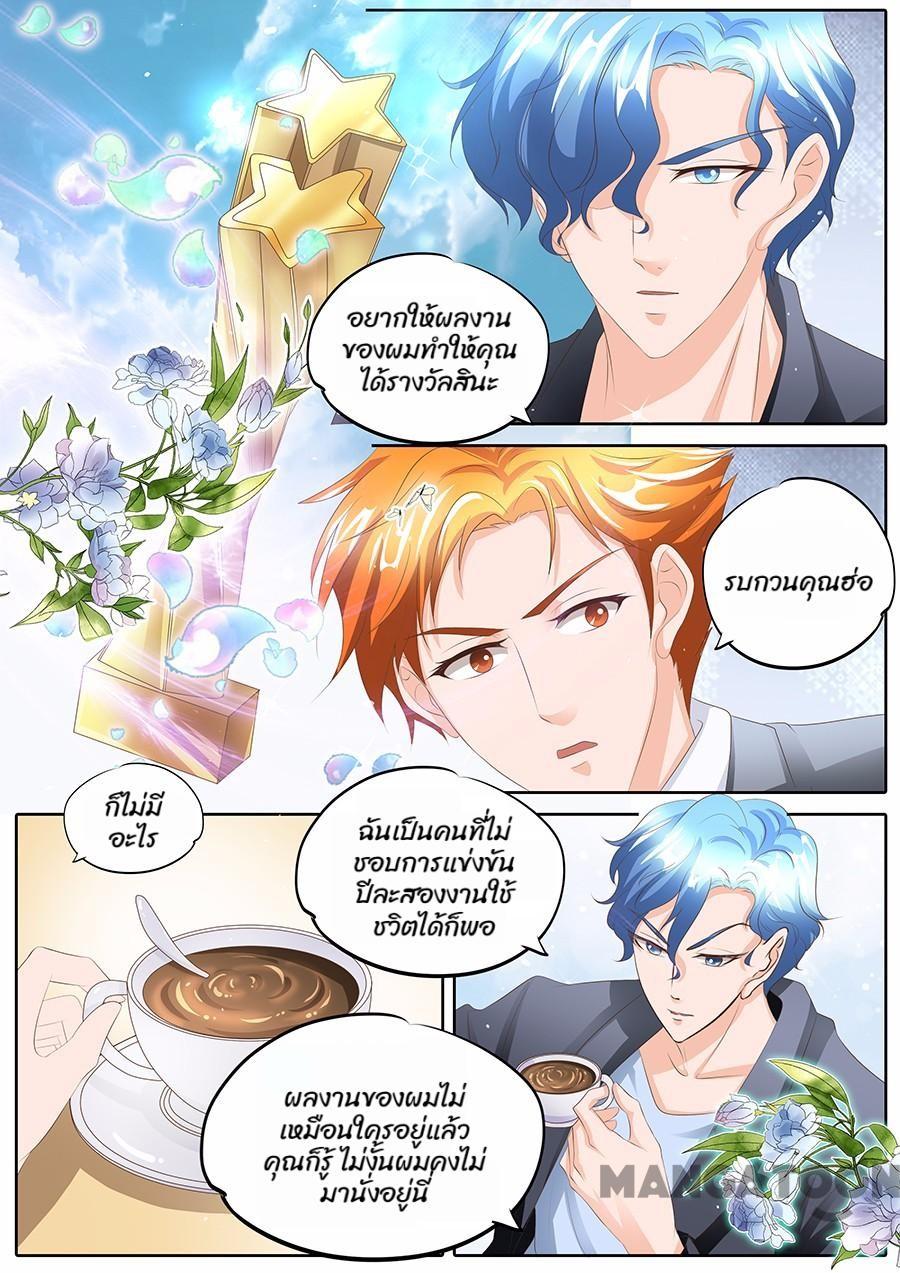 อยากให้ผลงาน
ของผมทำให้คุณ
ได้รางวัลสินะ
รบกวนคุณฮ่อ
ก็ไม่มี
อะไร
ฉันเป็นคนที่ไม่
ชอบการแข่งขัน
ปีละสองงานใช้
ชวิตได้ก็พอ
ผลงานของผมไม่
เหมือนใครอยู่แล้ว
คุณก็รู้ ไม่งั้นผมคงไม่
มานั่งอยู่นี่
MANGATOON